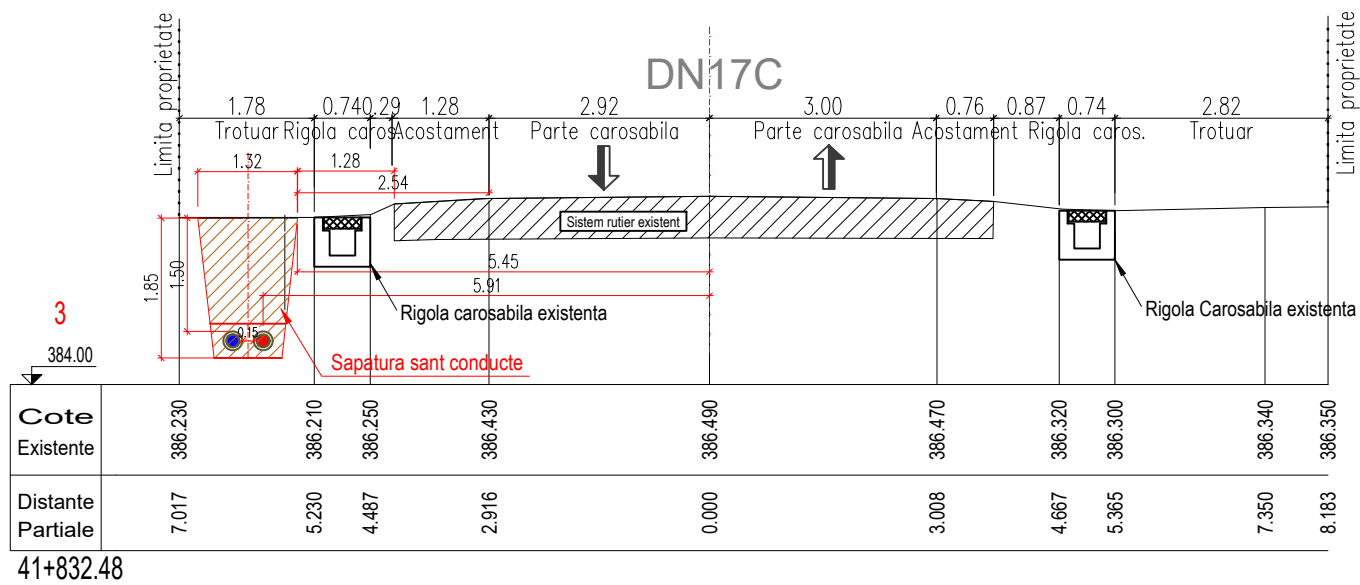 DN17C
Limita proprietate
Limita proprietate
1.78 0.74 0.29 1.28 2.92 3.00 0.76 0.87 0.74 2.82
Trotuar Rigola caros. Acostament Parte carosabila Parte carosabila Acostament Rigola caros. Trotuar
1.32 1.28
2.54
Sistem rutier existent
5.45
5.91
1.85
1.50
0.15
Rigola carosabila existenta
Rigola Carosabila existenta
Sapatura sant conducte
3
384.00
Cote
Existente
386.230 386.210 386.250 386.430 386.490 386.470 386.320 386.300 386.340 386.350
Distante
Partiale
7.017 5.230 4.487 2.916 0.000 3.008 4.667 5.365 7.350 8.183
41+832.48